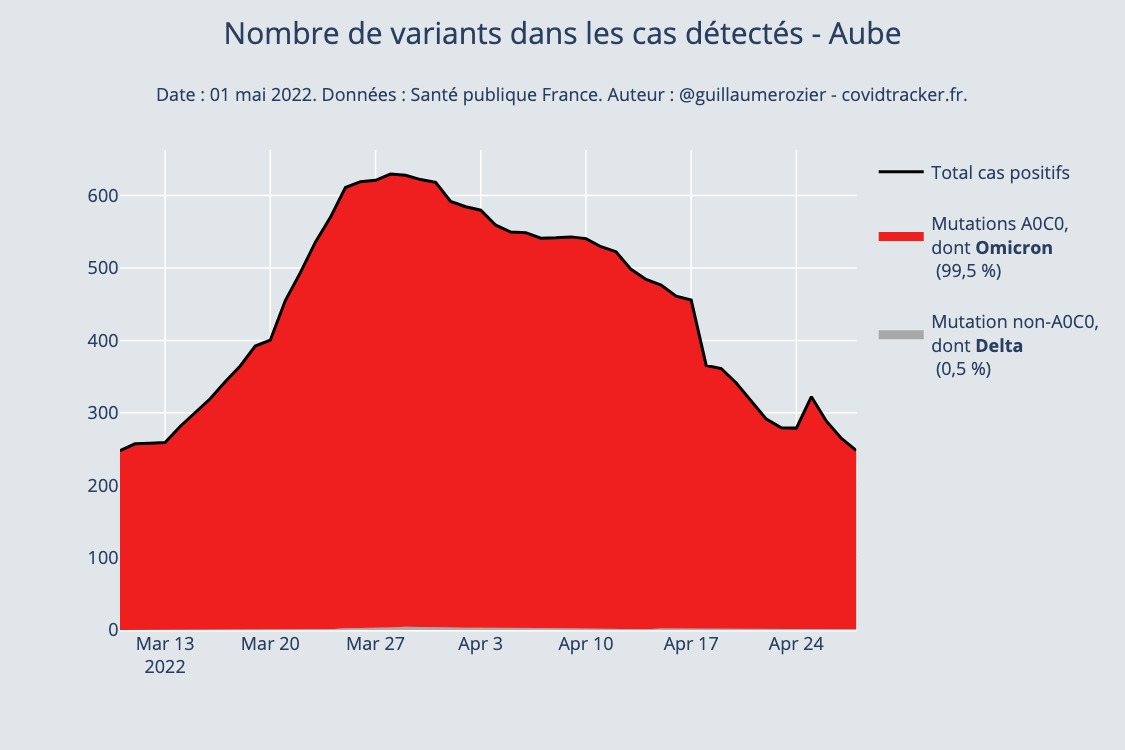 Nombre de variants dans les cas détectés - Aube
Date : 01 mai 2022. Données : Santé publique France. Auteur : @guillaumerozier - covidtracker.fr.
Total cas positifs
Mutations A0C0,
dont Omicron
(99,5 %)
Mutation non-A0C0,
dont Delta
(0,5 %)
600
500
400
300
200
100
0
Mar 13 Mar 20 Mar 27 Apr 3 Apr 10 Apr 17 Apr 24
2022